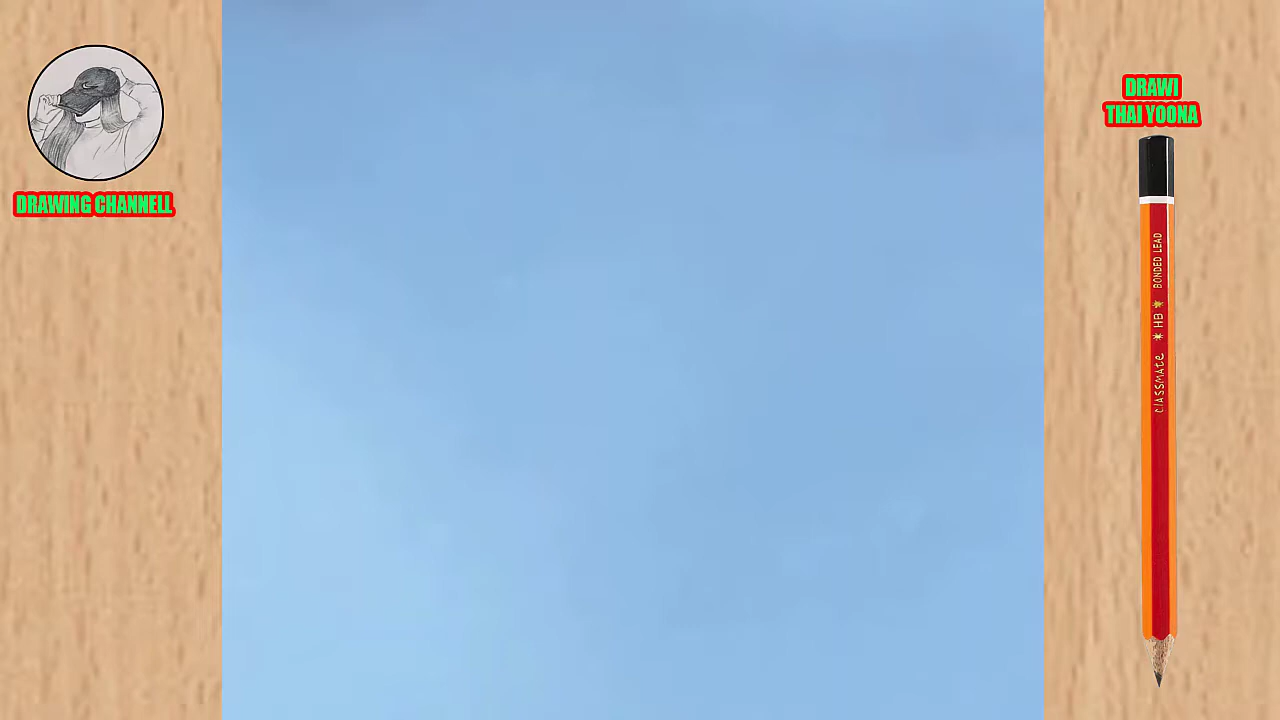 DRAWING CHANNELL
DRAWI
THAI YOONA
classmate ✷ HB ✷ BONDED LEAD